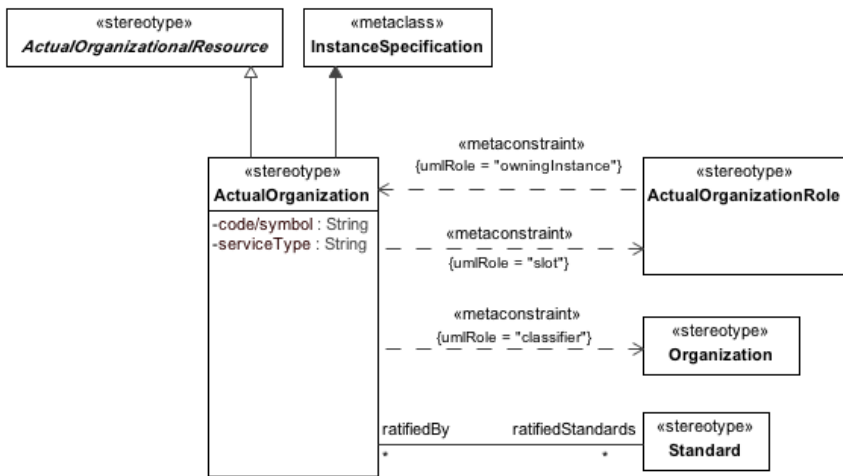 «stereotype»
ActualOrganizationalResource
«metaclass»
InstanceSpecification
«stereotype»
ActualOrganization
-code/symbol : String
-serviceType : String
«metaconstraint»
{umlRole = "owningInstance"}
«stereotype»
ActualOrganizationRole
«metaconstraint»
{umlRole = "slot"}
«metaconstraint»
{umlRole = "classifier"}
«stereotype»
Organization
ratifiedBy
*
ratifiedStandards
*
«stereotype»
Standard